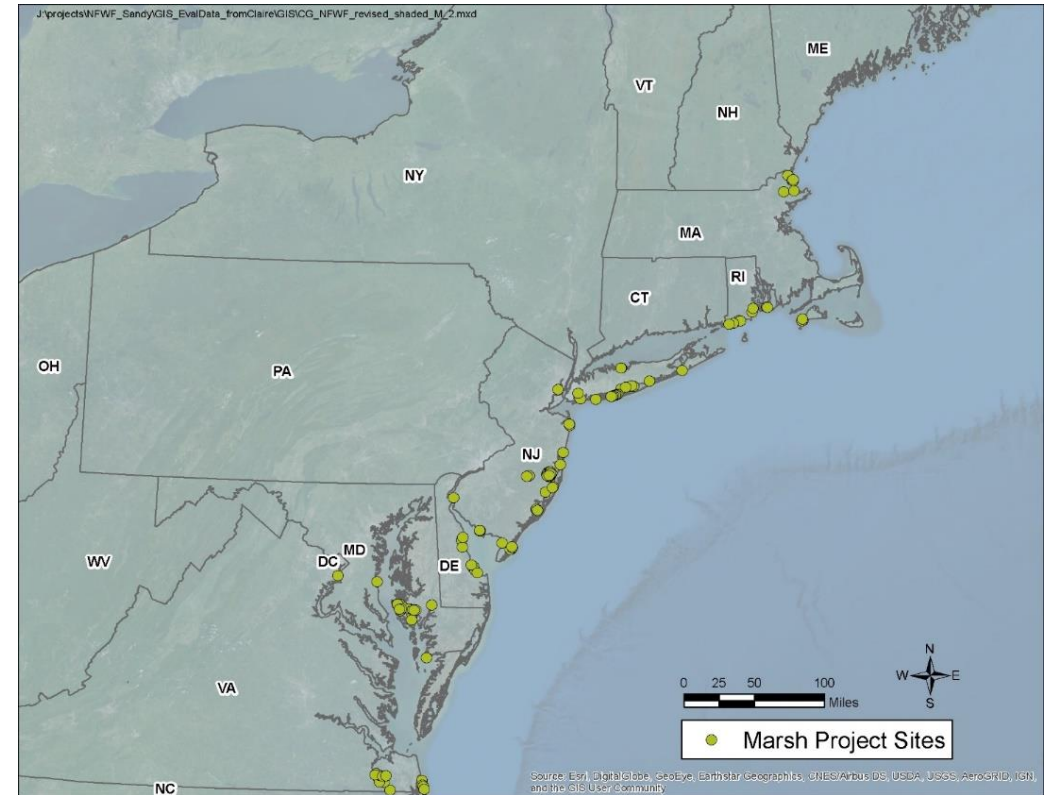 J:\projects\NFWF_Sandy\GIS_EvalData_fromClaire\GIS\CG_NFWF_revised_shaded_M_2.mxd
ME
VT
NH
NY
MA
RI
CT
OH
PA
NJ
MD
WV
DC
DE
VA
NC
N
W E
S
0 25 50 100
Miles
Marsh Project Sites
Source: Esri, DigitalGlobe, GeoEye, Earthstar Geographics, CNES/Airbus DS, USDA, USGS, AeroGRID, IGN,
and the GIS User Community